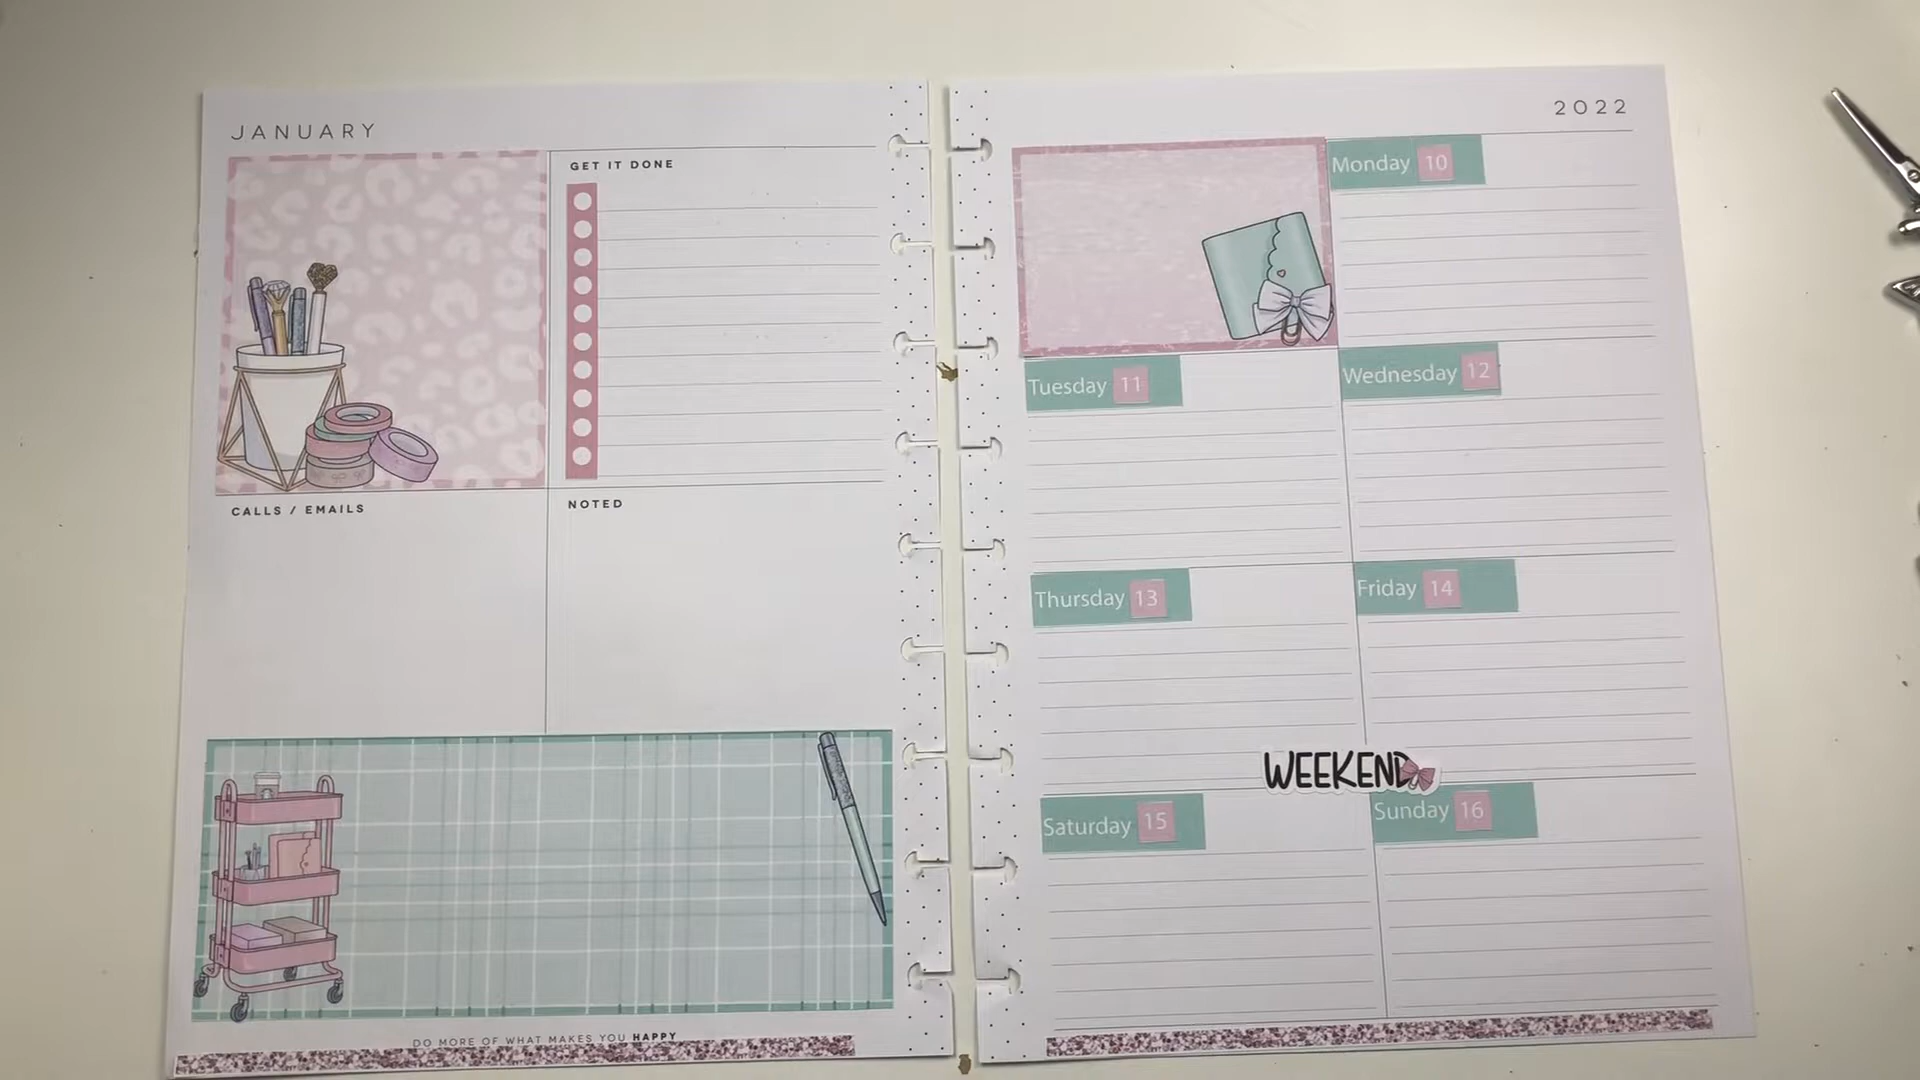 JANUARY
GET IT DONE
CALLS / EMAILS
NOTED
DO MORE OF WHAT MAKES YOU HAPPY
2022
Monday 10
Tuesday 11
Wednesday 12
Thursday 13
Friday 14
WEEKEND
Saturday 15
Sunday 16